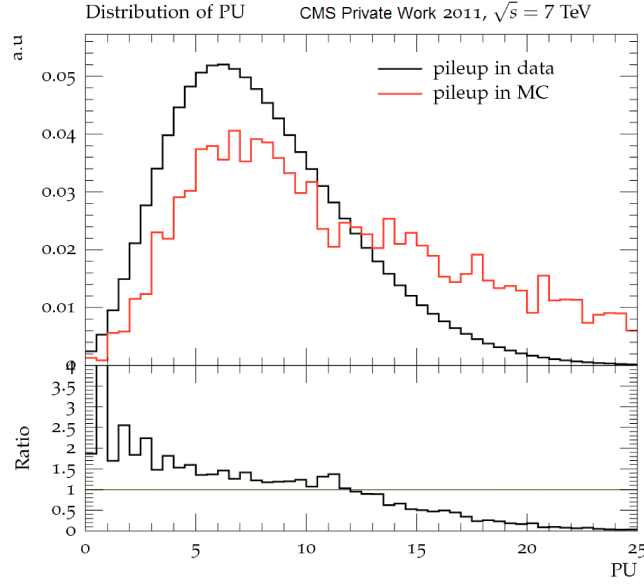 Distribution of PU CMS Private Work 2011, √s = 7 TeV
a.u
pileup in data
pileup in MC
0.05
0.04
0.03
0.02
0.01
0
4
3.5
3
2.5
2
1.5
1
0.5
0
Ratio
0 5 10 15 20 25
PU